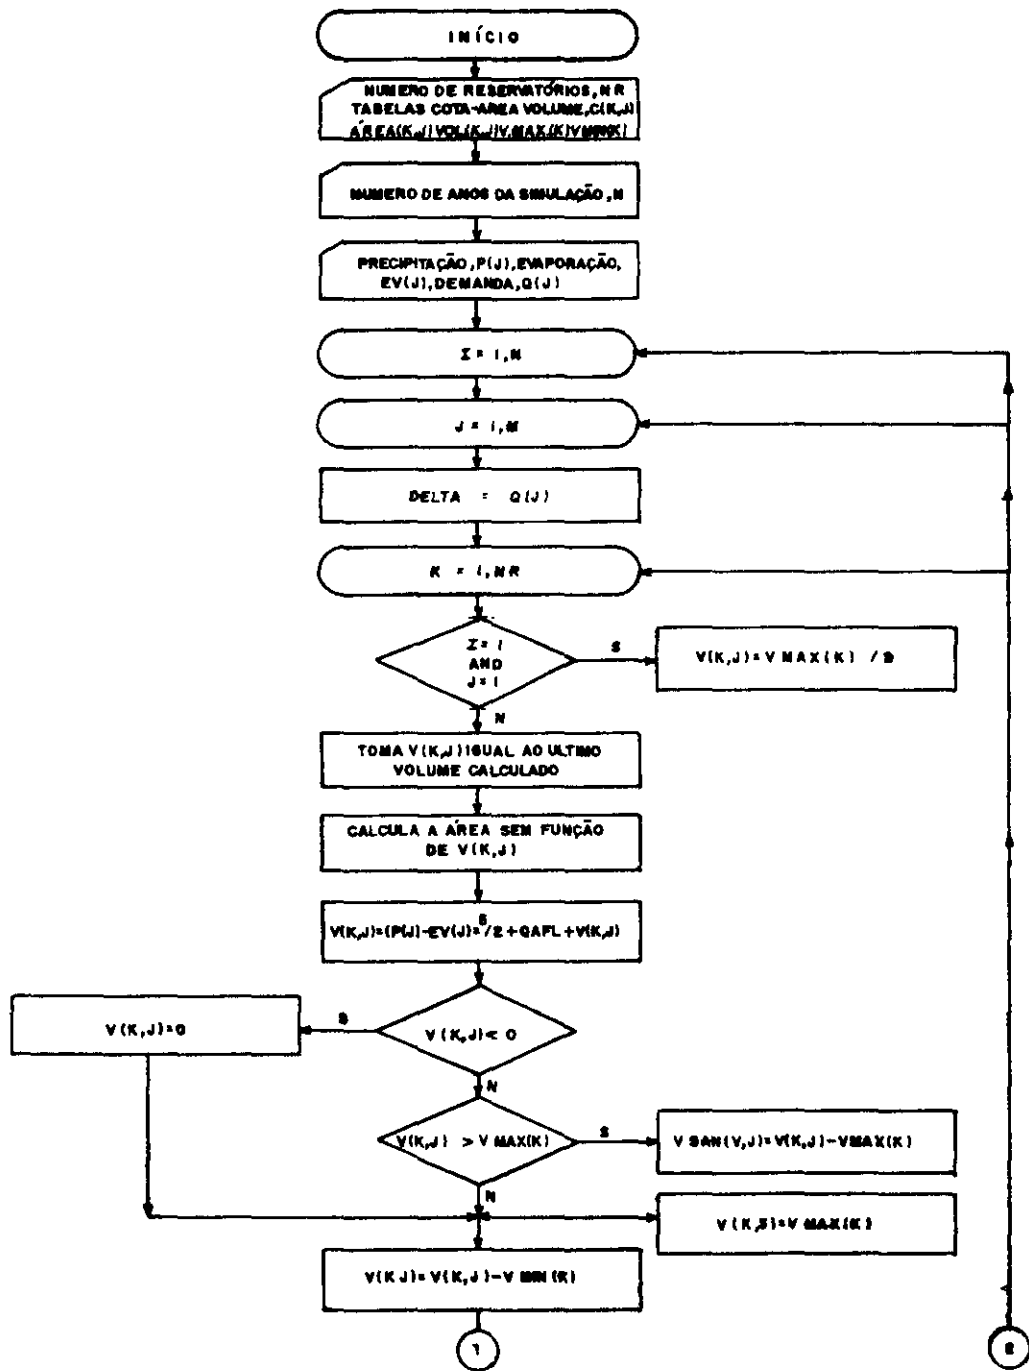 INÍCIO
NUMERO DE RESERVATÓRIOS, NR
TABELAS COTA-AREA VOLUME, C(K,J)
ÁREA(K,J) VOL(K,J) V.MAX(K) V MIN(K)
NUMERO DE ANOS DA SIMULAÇÃO, N
PRECIPITAÇÃO, P(J), EVAPORAÇÃO,
EV(J), DEMANDA, Q(J)
I = 1, N
J = 1, M
DELTA = Q(J)
K = 1, NR
I = 1
AND
J = 1
S
V(K,J) = V MAX(K) / 2
N
TOMA V(K,J) IGUAL AO ULTIMO
VOLUME CALCULADO
CALCULA A ÁREA S EM FUNÇÃO
DE V(K,J)
V(K,J)=(P(J)-EV(J)=S/2+QAFL+V(K,J)
V(K,J) < 0
S
V(K,J)=0
N
V(K,J) > V MAX(K)
S
V SAN(V,J)=V(K,J)-VMAX(K)
N
V(K,S)=V MAX(K)
V(K J)=V(K,J)-V MIN(K)
1
2